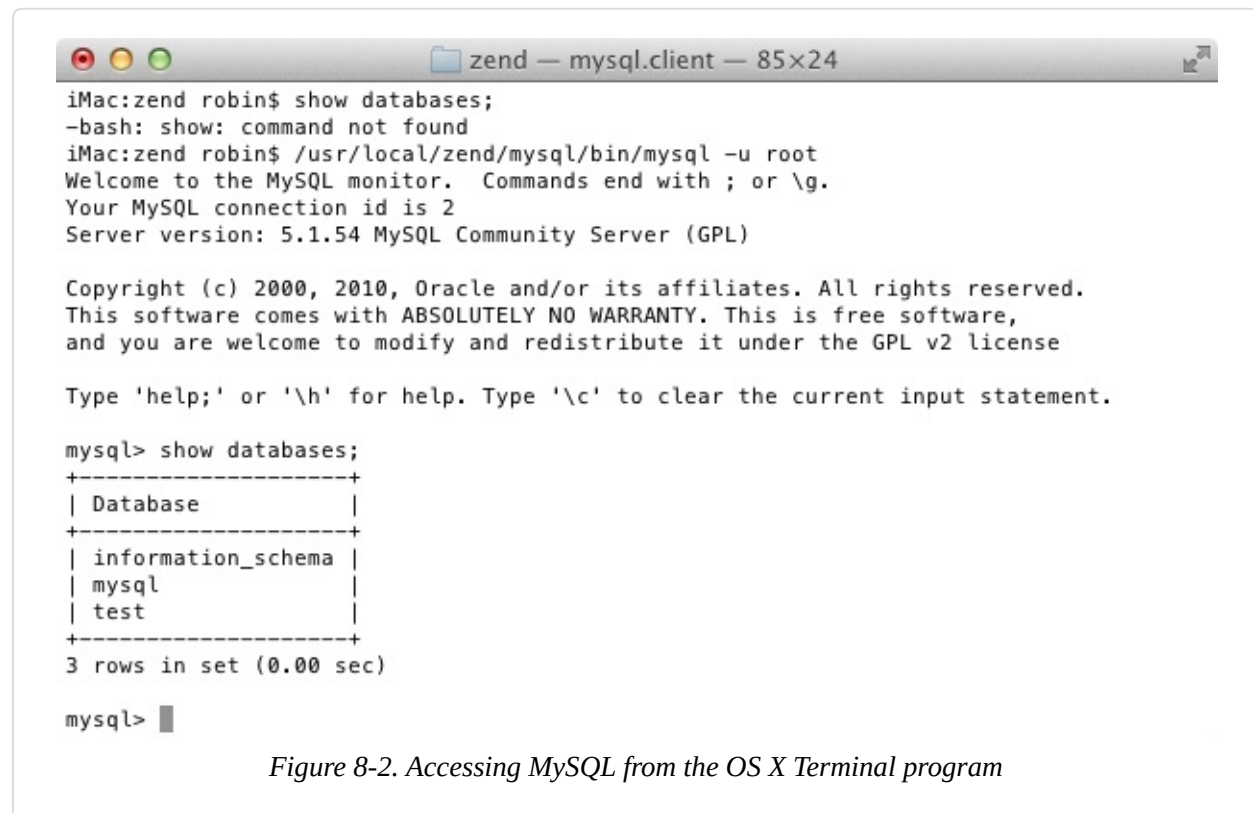 zend — mysql.client — 85×24
iMac:zend robin$ show databases;
-bash: show: command not found
iMac:zend robin$ /usr/local/zend/mysql/bin/mysql -u root
Welcome to the MySQL monitor.  Commands end with ; or \g.
Your MySQL connection id is 2
Server version: 5.1.54 MySQL Community Server (GPL)

Copyright (c) 2000, 2010, Oracle and/or its affiliates. All rights reserved.
This software comes with ABSOLUTELY NO WARRANTY. This is free software,
and you are welcome to modify and redistribute it under the GPL v2 license

Type 'help;' or '\h' for help. Type '\c' to clear the current input statement.

mysql> show databases;
+--------------------+
| Database           |
+--------------------+
| information_schema |
| mysql              |
| test               |
+--------------------+
3 rows in set (0.00 sec)

mysql>
Figure 8-2. Accessing MySQL from the OS X Terminal program